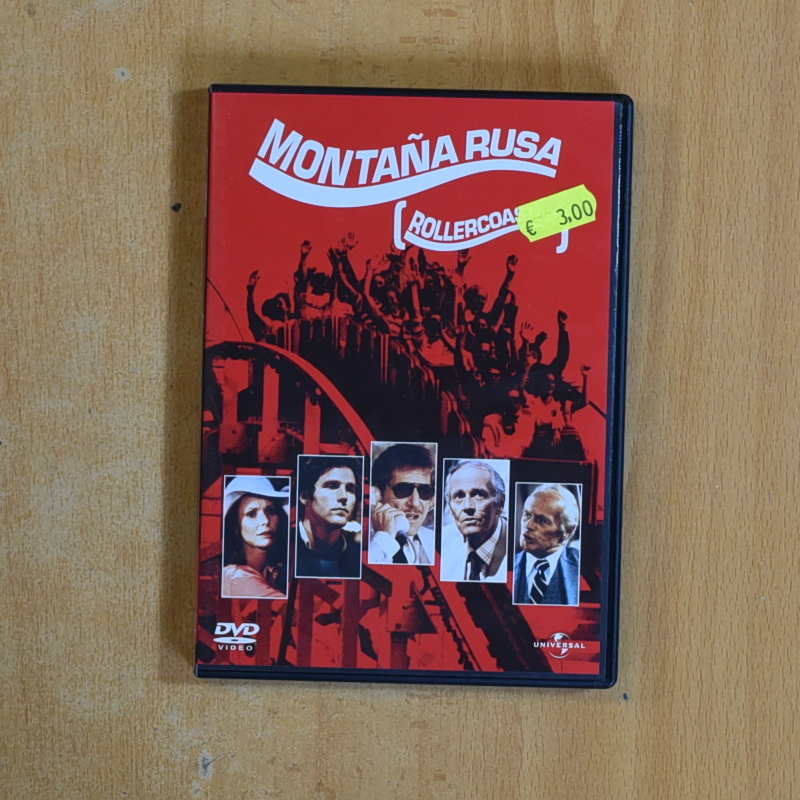 MONTAÑA RUSA
ROLLERCOAS
€ 3,00
DVD
VIDEO
UNIVERSAL